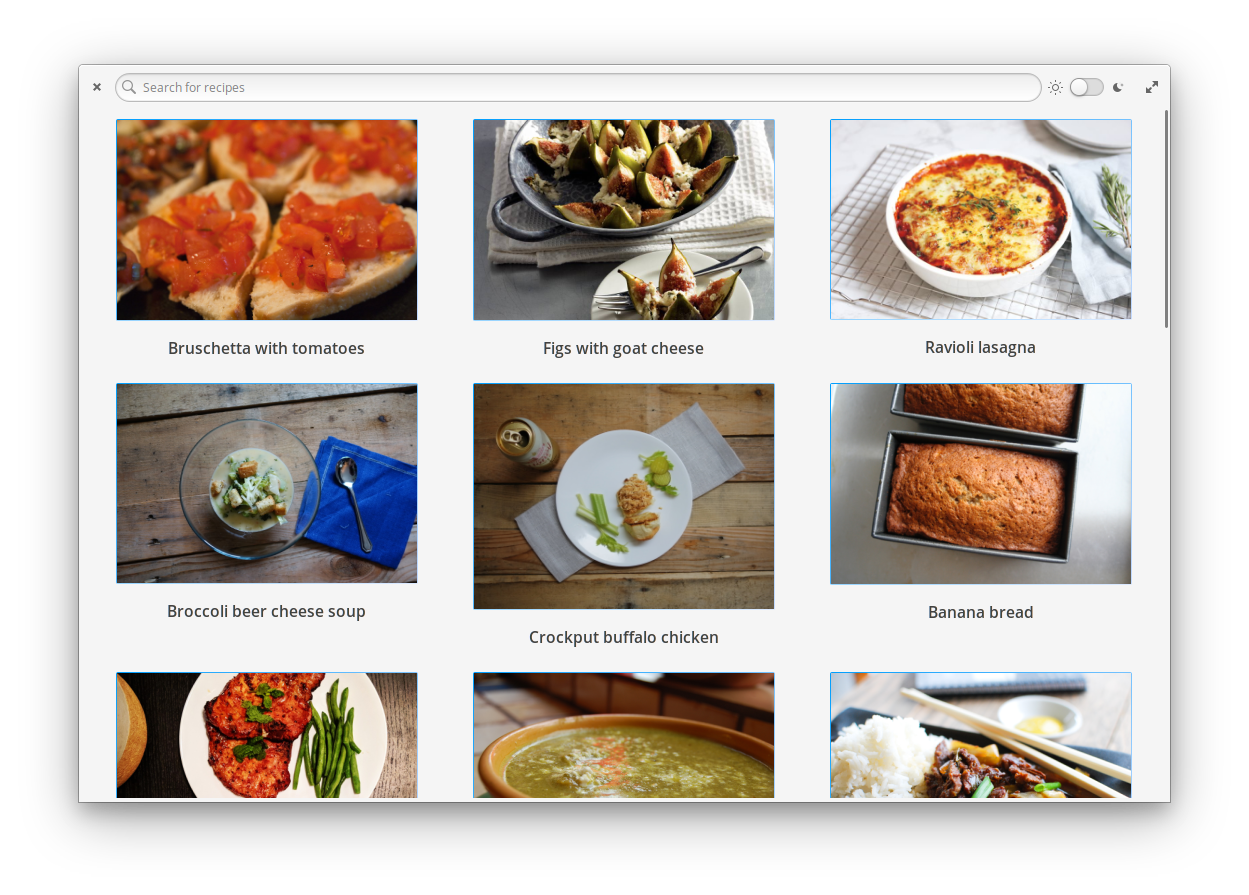 Search for recipes
Bruschetta with tomatoes
Figs with goat cheese
Ravioli lasagna
Broccoli beer cheese soup
Crockput buffalo chicken
Banana bread